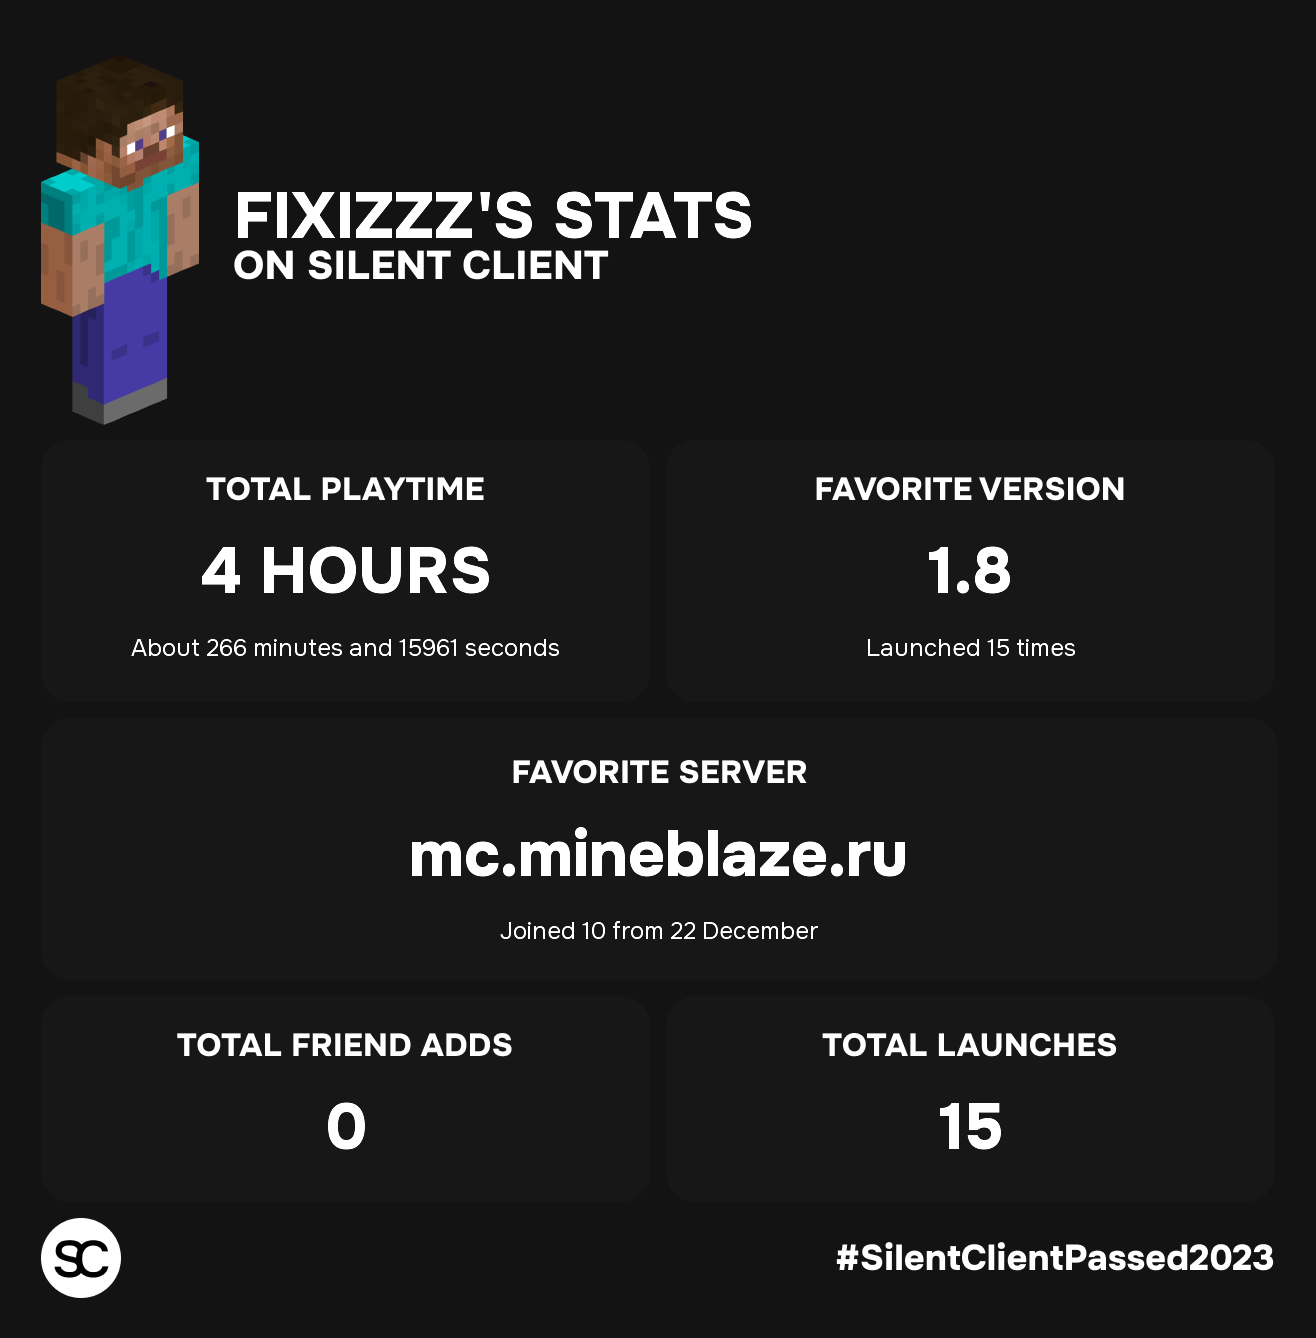 FIXIZZZ'S STATS
ON SILENT CLIENT
TOTAL PLAYTIME
4 HOURS
About 266 minutes and 15961 seconds
FAVORITE VERSION
1.8
Launched 15 times
FAVORITE SERVER
mc.mineblaze.ru
Joined 10 from 22 December
TOTAL FRIEND ADDS
0
TOTAL LAUNCHES
15
SC
#SilentClientPassed2023